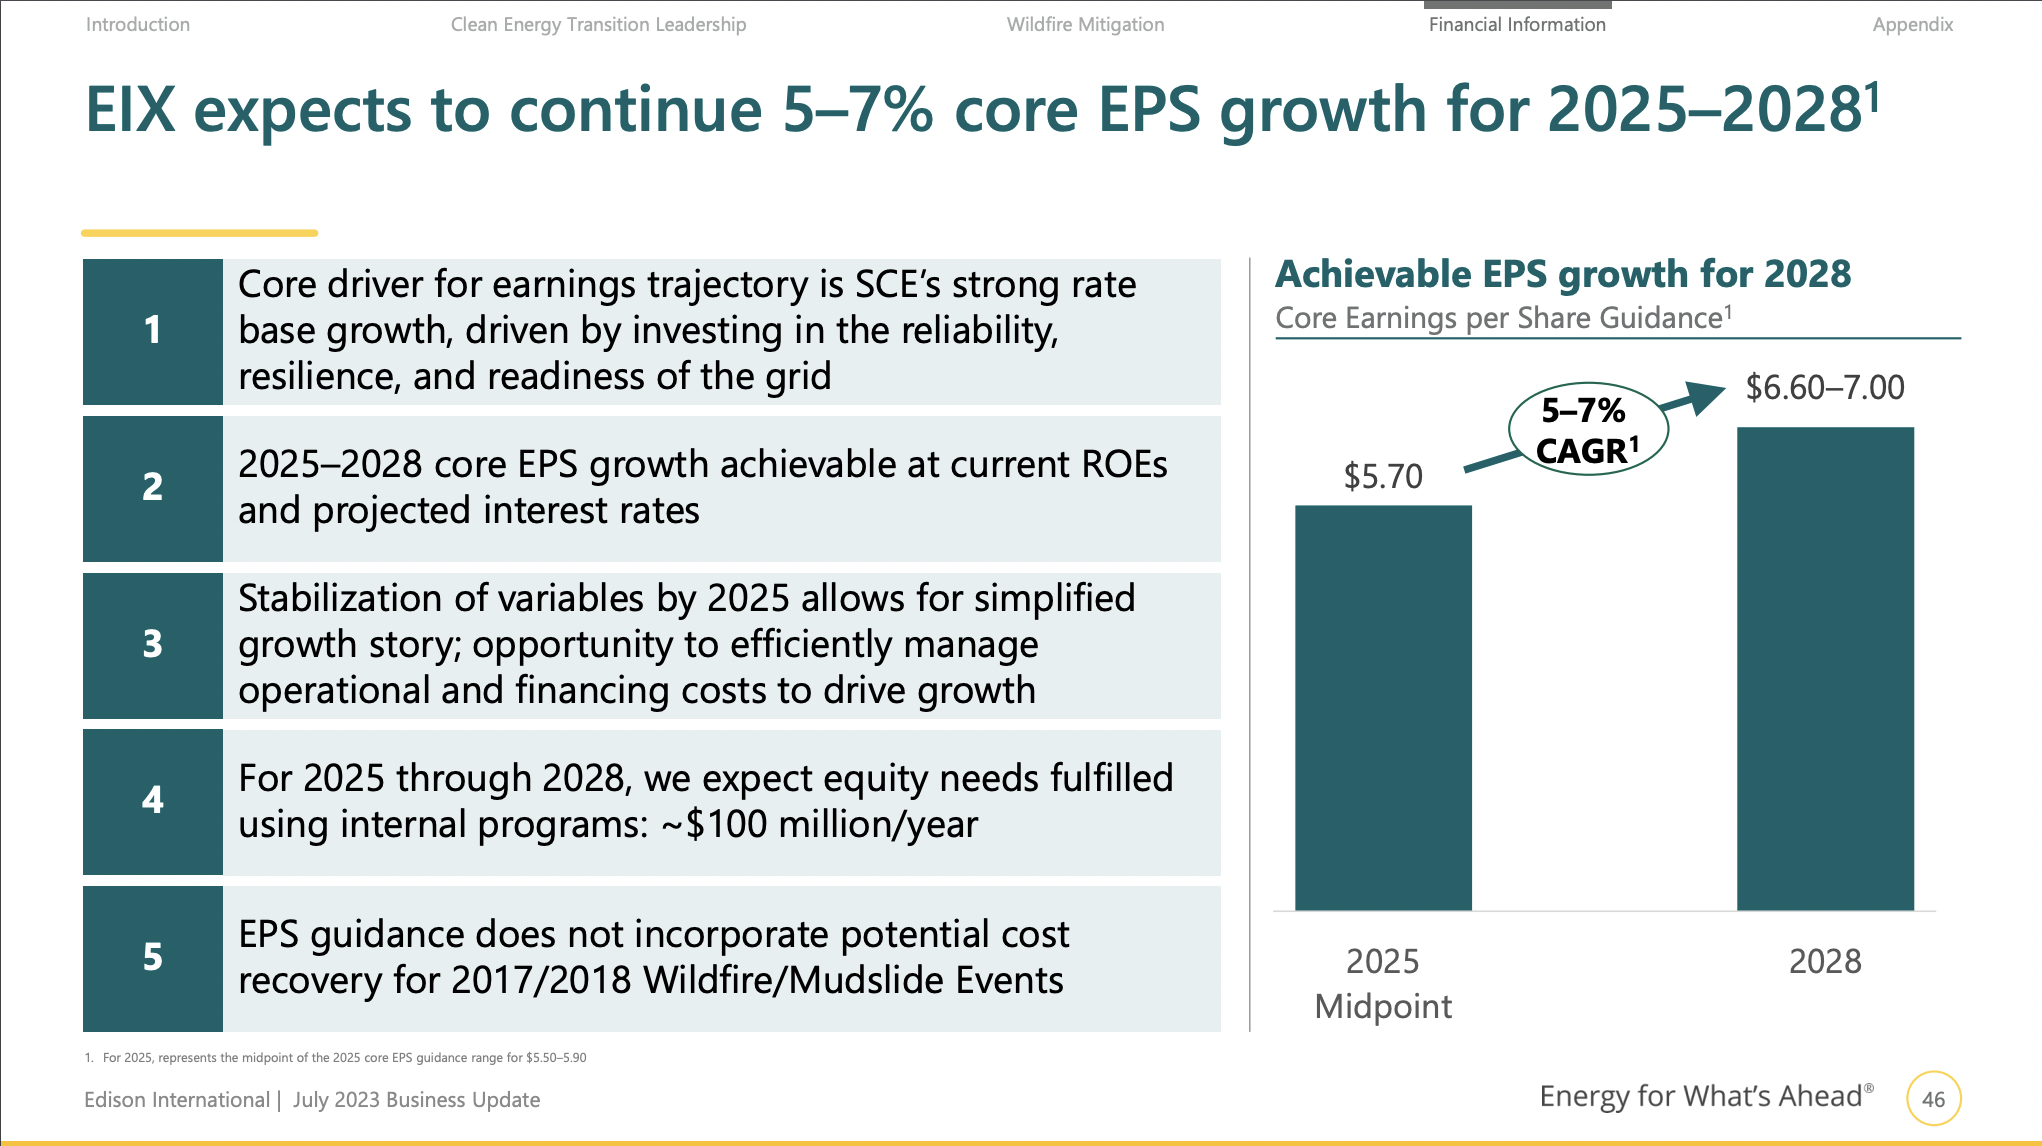 Introduction
Clean Energy Transition Leadership
Wildfire Mitigation
Financial Information
Appendix
EIX expects to continue 5–7% core EPS growth for 2025–2028¹
1
Core driver for earnings trajectory is SCE’s strong rate
base growth, driven by investing in the reliability,
resilience, and readiness of the grid
2
2025–2028 core EPS growth achievable at current ROEs
and projected interest rates
3
Stabilization of variables by 2025 allows for simplified
growth story; opportunity to efficiently manage
operational and financing costs to drive growth
4
For 2025 through 2028, we expect equity needs fulfilled
using internal programs: ~$100 million/year
5
EPS guidance does not incorporate potential cost
recovery for 2017/2018 Wildfire/Mudslide Events
Achievable EPS growth for 2028
Core Earnings per Share Guidance¹
$5.70
5–7%
CAGR¹
$6.60–7.00
2025
Midpoint
2028
1. For 2025, represents the midpoint of the 2025 core EPS guidance range for $5.50–5.90
Edison International | July 2023 Business Update
Energy for What’s Ahead®
46